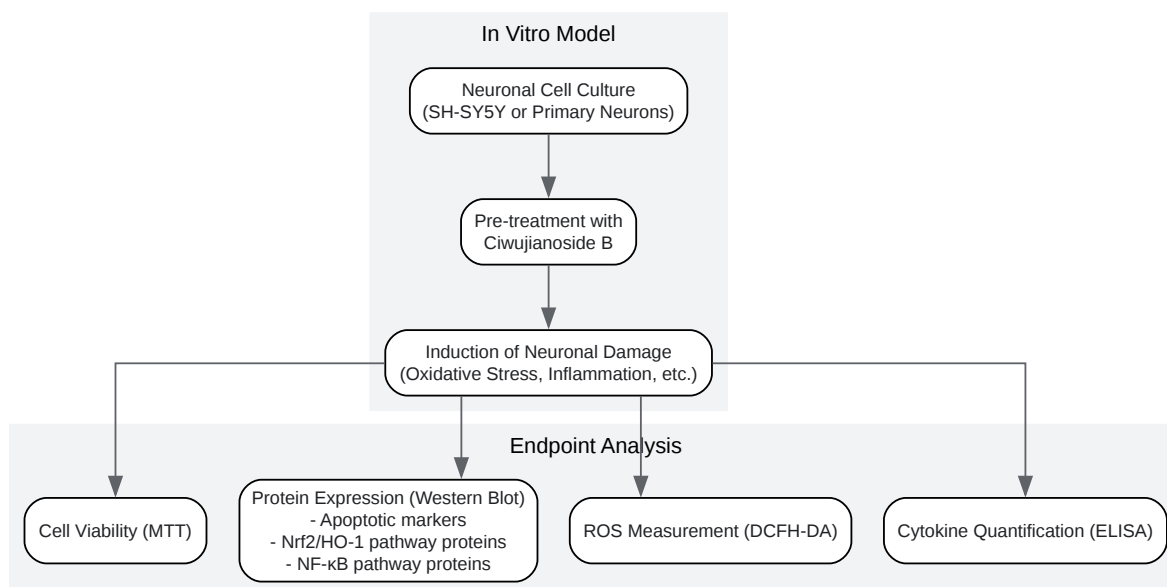 In Vitro Model
Neuronal Cell Culture
(SH-SY5Y or Primary Neurons)
Pre-treatment with
Ciwujianoside B
Induction of Neuronal Damage
(Oxidative Stress, Inflammation, etc.)
Endpoint Analysis
Cell Viability (MTT)
Protein Expression (Western Blot)
- Apoptotic markers
- Nrf2/HO-1 pathway proteins
- NF-κB pathway proteins
ROS Measurement (DCFH-DA)
Cytokine Quantification (ELISA)